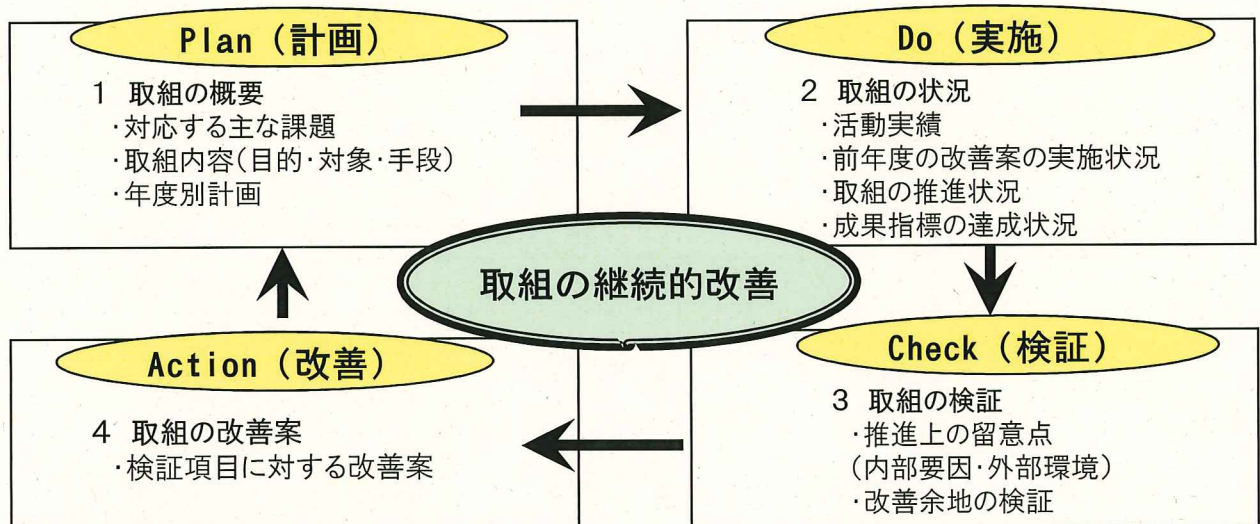 Plan（計画）
1 取組の概要
・対応する主な課題
・取組内容（目的・対象・手段）
・年度別計画
Do（実施）
2 取組の状況
・活動実績
・前年度の改善案の実施状況
・取組の推進状況
・成果指標の達成状況
取組の継続的改善
Check（検証）
3 取組の検証
・推進上の留意点
（内部要因・外部環境）
・改善余地の検証
Action（改善）
4 取組の改善案
・検証項目に対する改善案